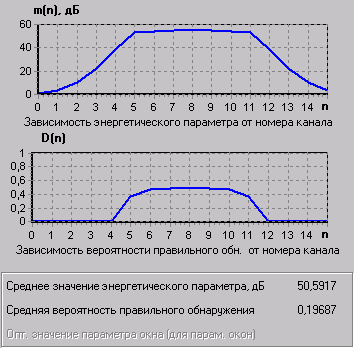 m(n), дБ
60
40
20
0
0 1 2 3 4 5 6 7 8 9 10 11 12 13 14 n
Зависимость энергетического параметра от номера канала
D(n)
1
0,8
0,6
0,4
0,2
0
0 1 2 3 4 5 6 7 8 9 10 11 12 13 14 n
Зависимость вероятности правильного обн. от номера канала
Среднее значение энергетического параметра, дБ 50,5917
Средняя вероятность правильного обнаружения 0,19687
Опт. значение параметра окна (для парам. окон)